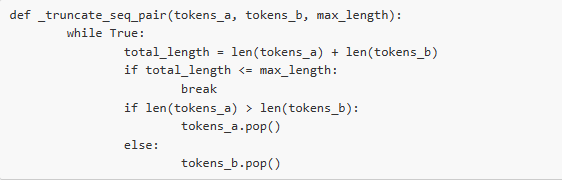 def _truncate_seq_pair(tokens_a, tokens_b, max_length):
        while True:
                total_length = len(tokens_a) + len(tokens_b)
                if total_length <= max_length:
                        break
                if len(tokens_a) > len(tokens_b):
                        tokens_a.pop()
                else:
                        tokens_b.pop()